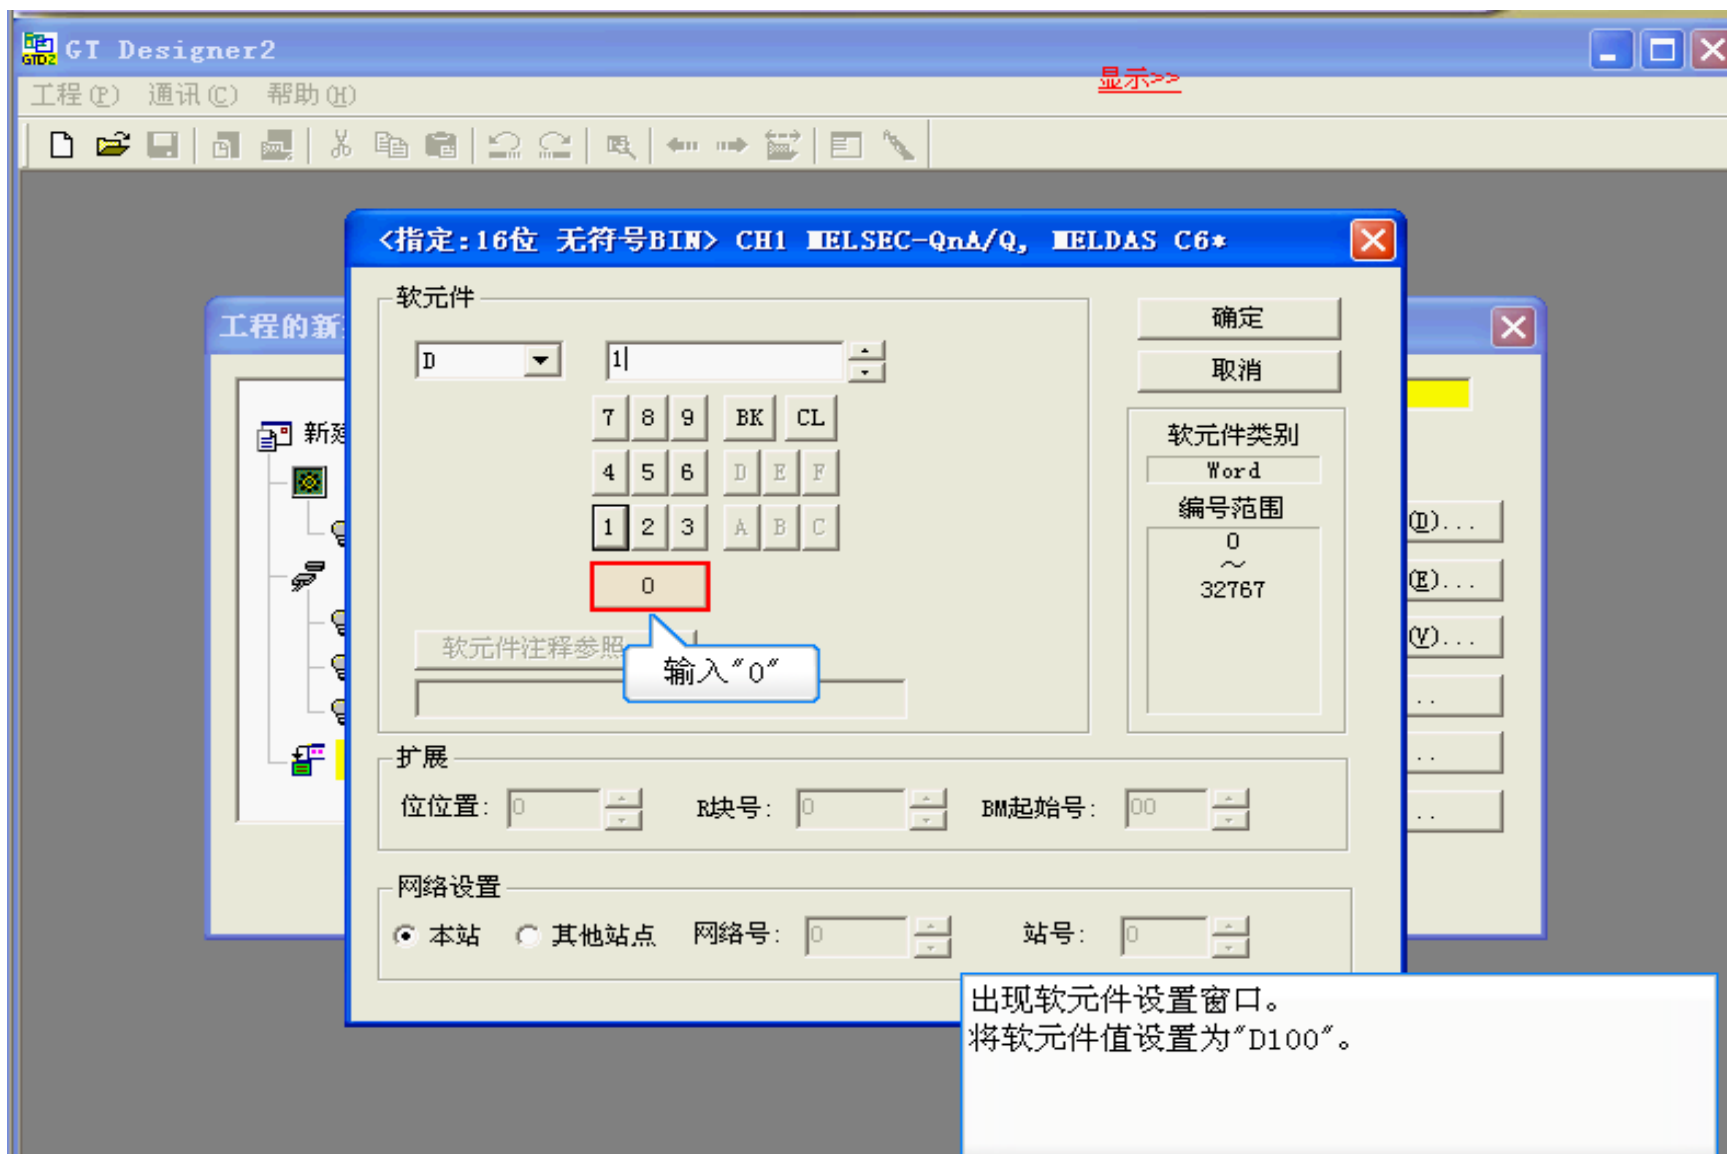 GT Designer2
工程(P) 通讯(C) 帮助(H)
显示>>
<指定:16位 无符号BIN> CH1 MELSEC-QnA/Q, MELDAS C6*
工程的新
新建
软元件
D
1
7 8 9 BK CL
4 5 6 D E F
1 2 3 A B C
0
软元件注释参照
输入"0"
确定
取消
软元件类别
Word
编号范围
0
~
32767
(D)...
(E)...
(V)...
..
..
..
扩展
位位置: 0 R块号: 0 BM起始号: 00
网络设置
本站 其他站点 网络号: 0 站号: 0
出现软元件设置窗口。
将软元件值设置为"D100"。